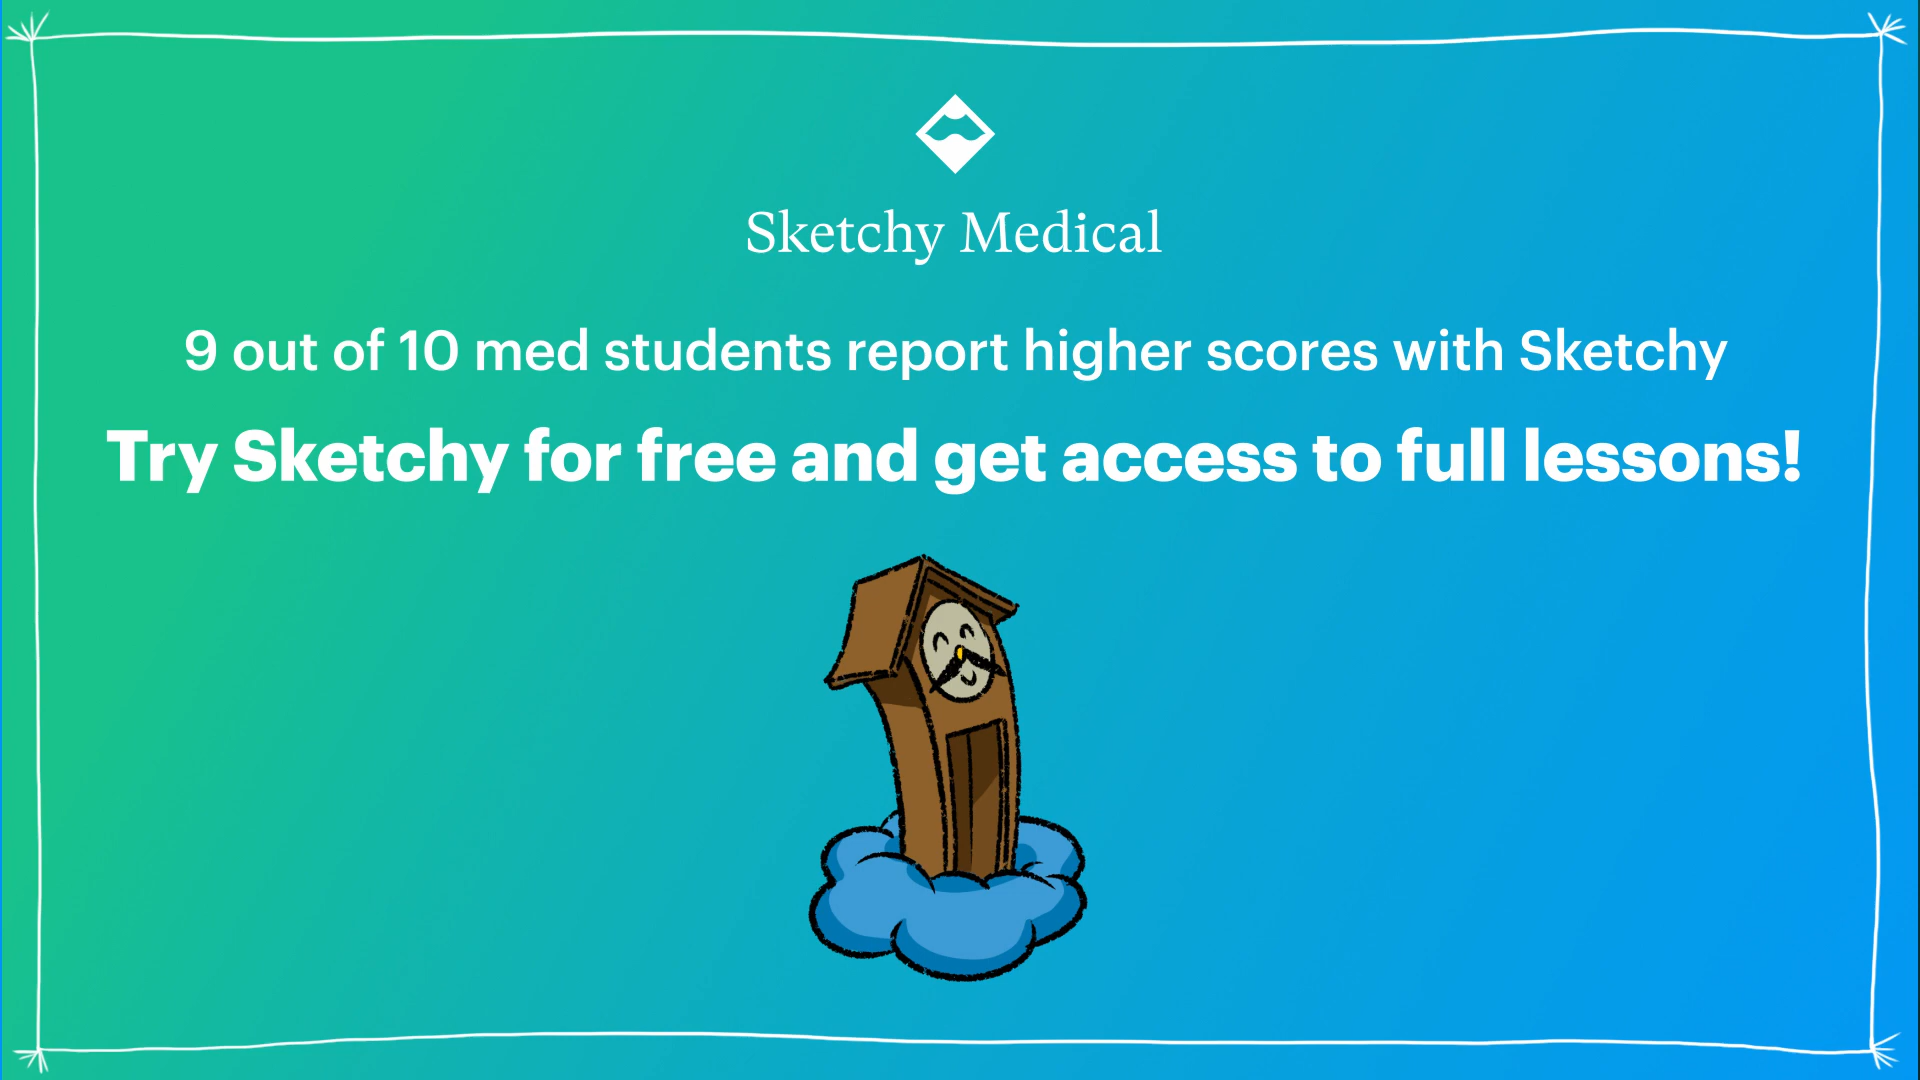 Sketchy Medical
9 out of 10 med students report higher scores with Sketchy
Try Sketchy for free and get access to full lessons!